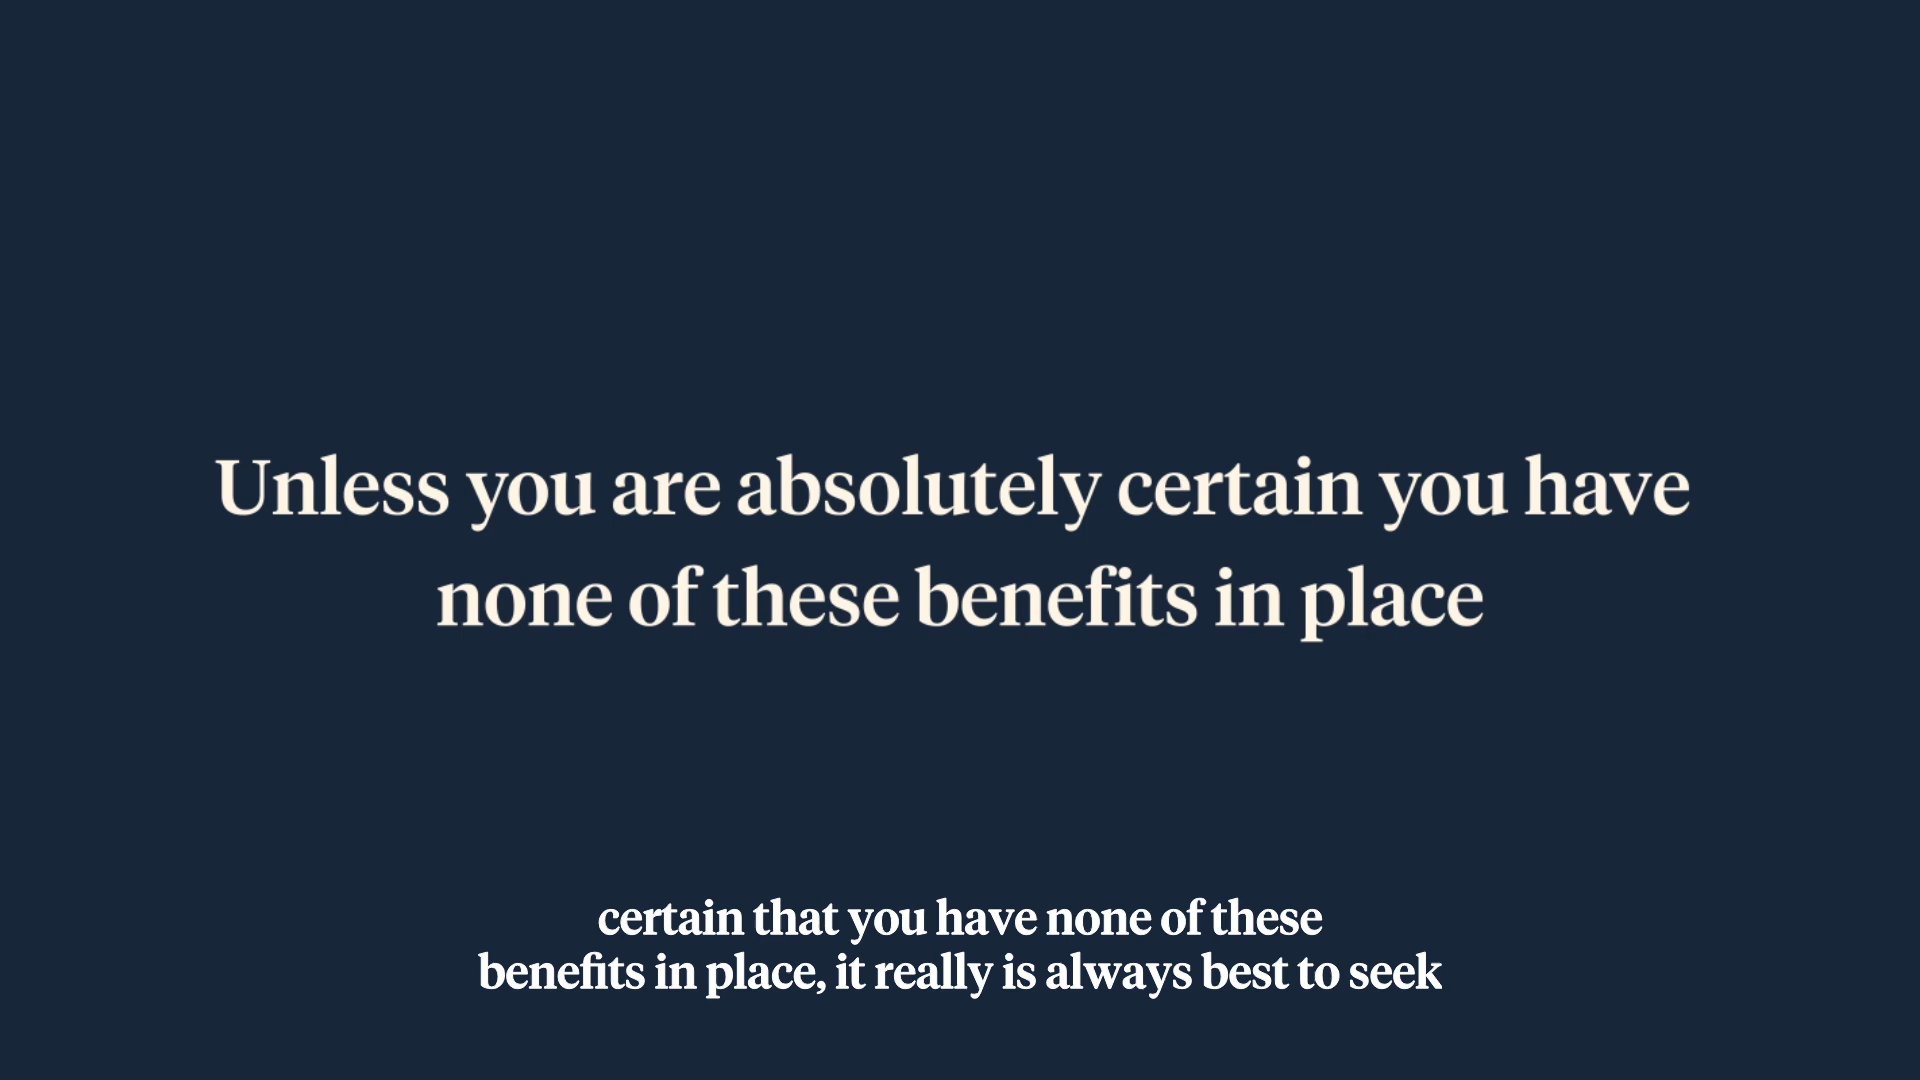 Unless you are absolutely certain you have
none of these benefits in place
certain that you have none of these
benefits in place, it really is always best to seek